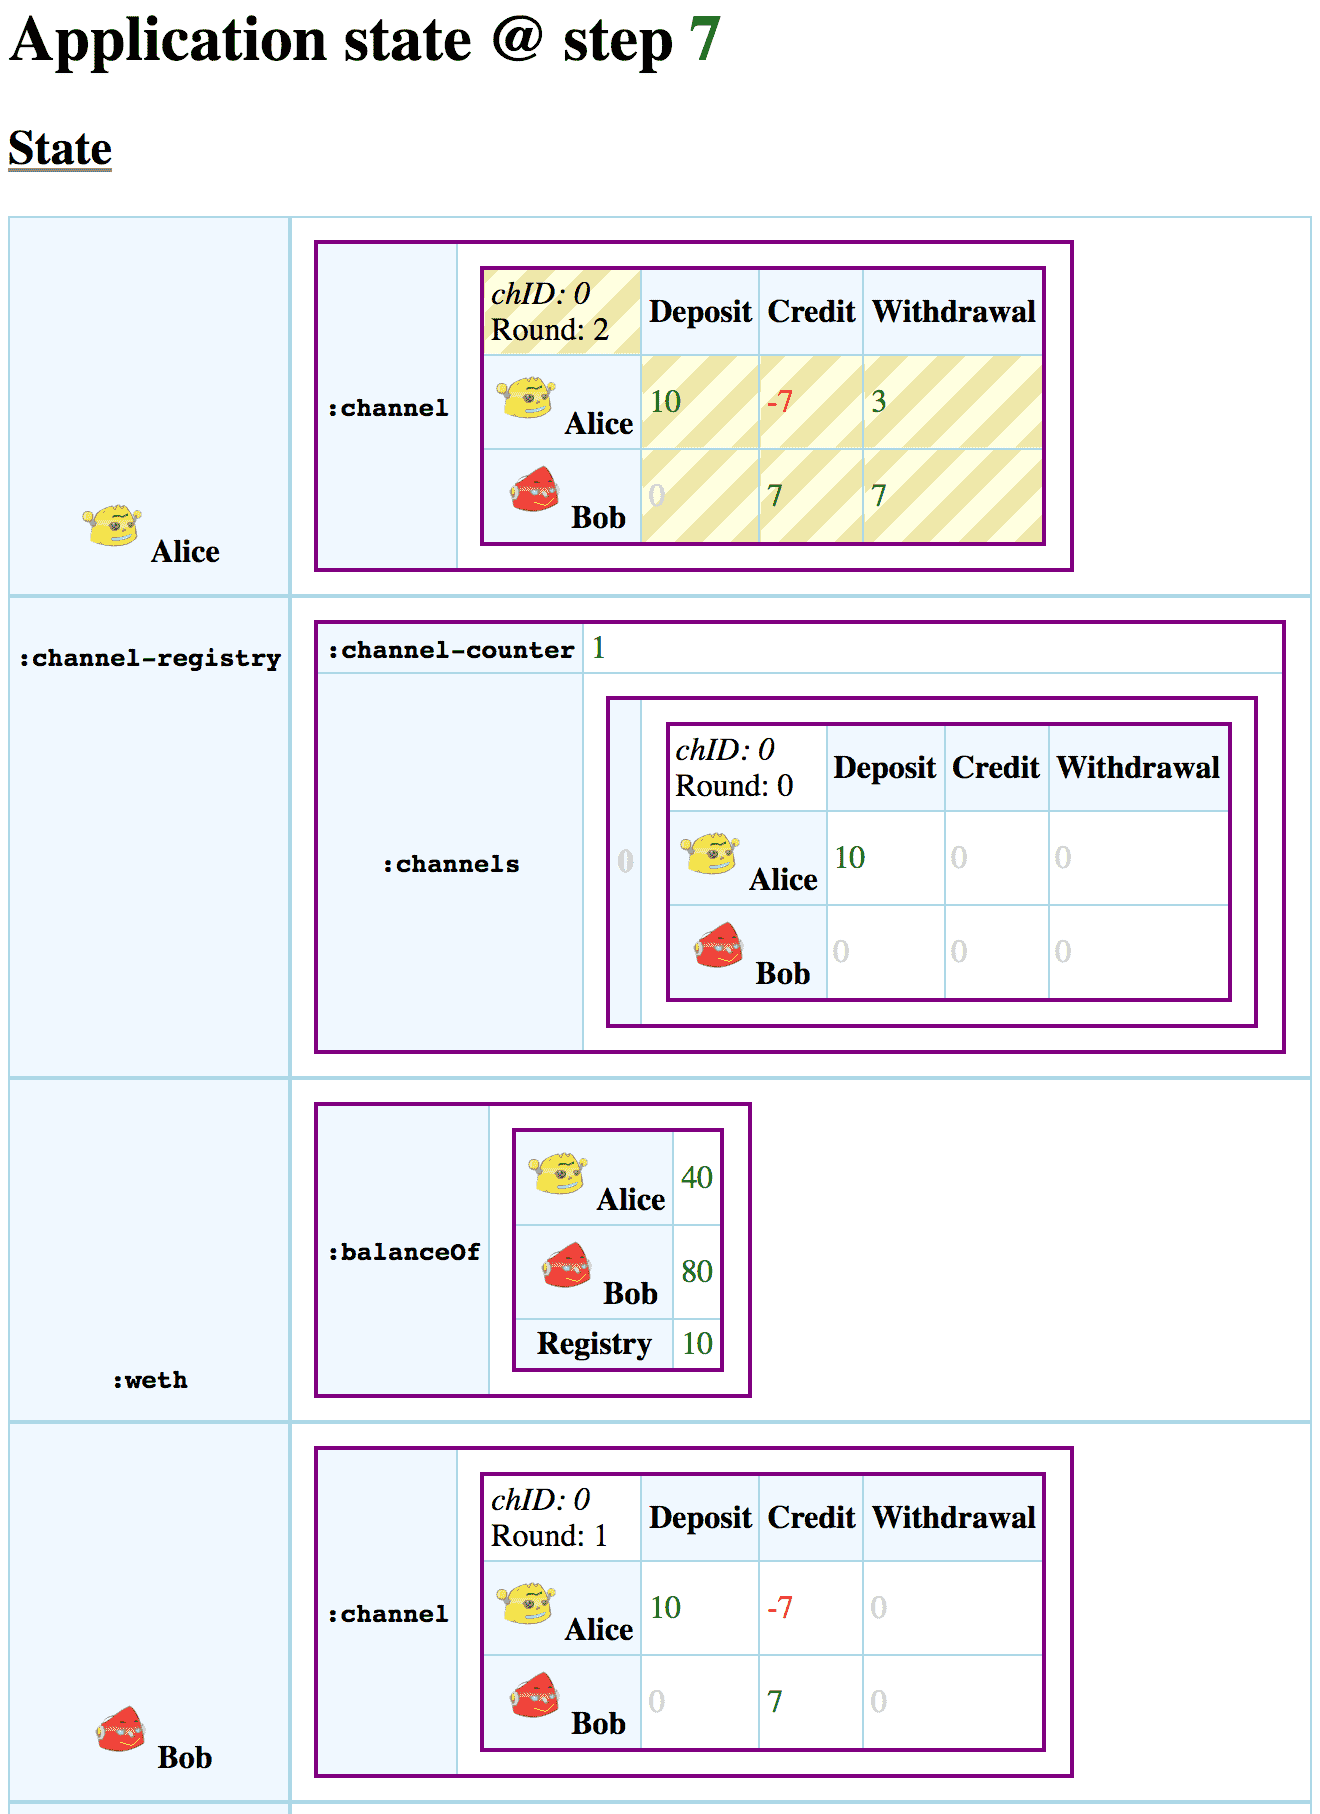 Application state @ step 7
State
Alice
:channel
chID: 0
Round: 2
Deposit Credit Withdrawal
Alice 10 -7 3
Bob 0 7 7
:channel-registry
:channel-counter 1
:channels
0
chID: 0
Round: 0
Deposit Credit Withdrawal
Alice 10 0 0
Bob 0 0 0
:weth
:balanceOf
Alice 40
Bob 80
Registry 10
Bob
:channel
chID: 0
Round: 1
Deposit Credit Withdrawal
Alice 10 -7 0
Bob 0 7 0